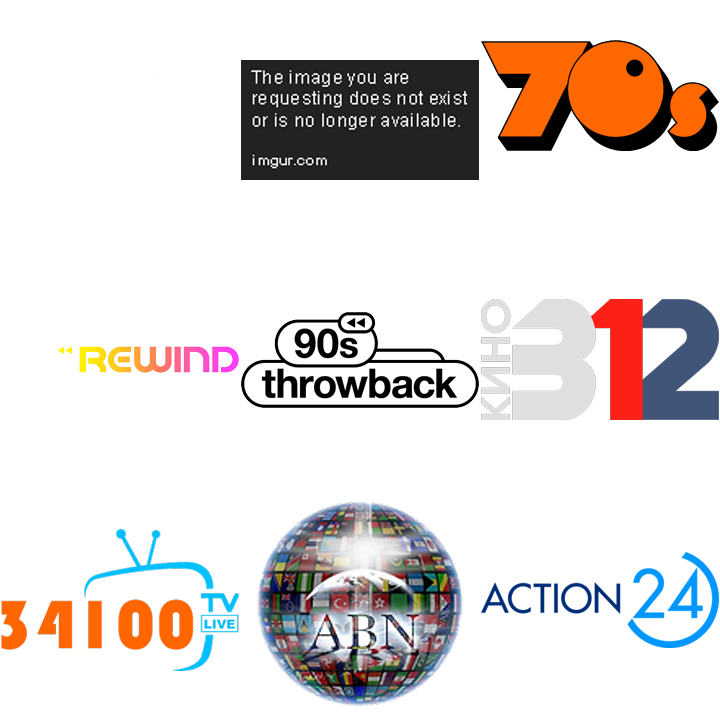 The image you are
requesting does not exist
or is no longer available.
imgur.com
70s
REWIND
90s
throwback
КИНО
312
34100
TV
LIVE
ABN
ACTION 24